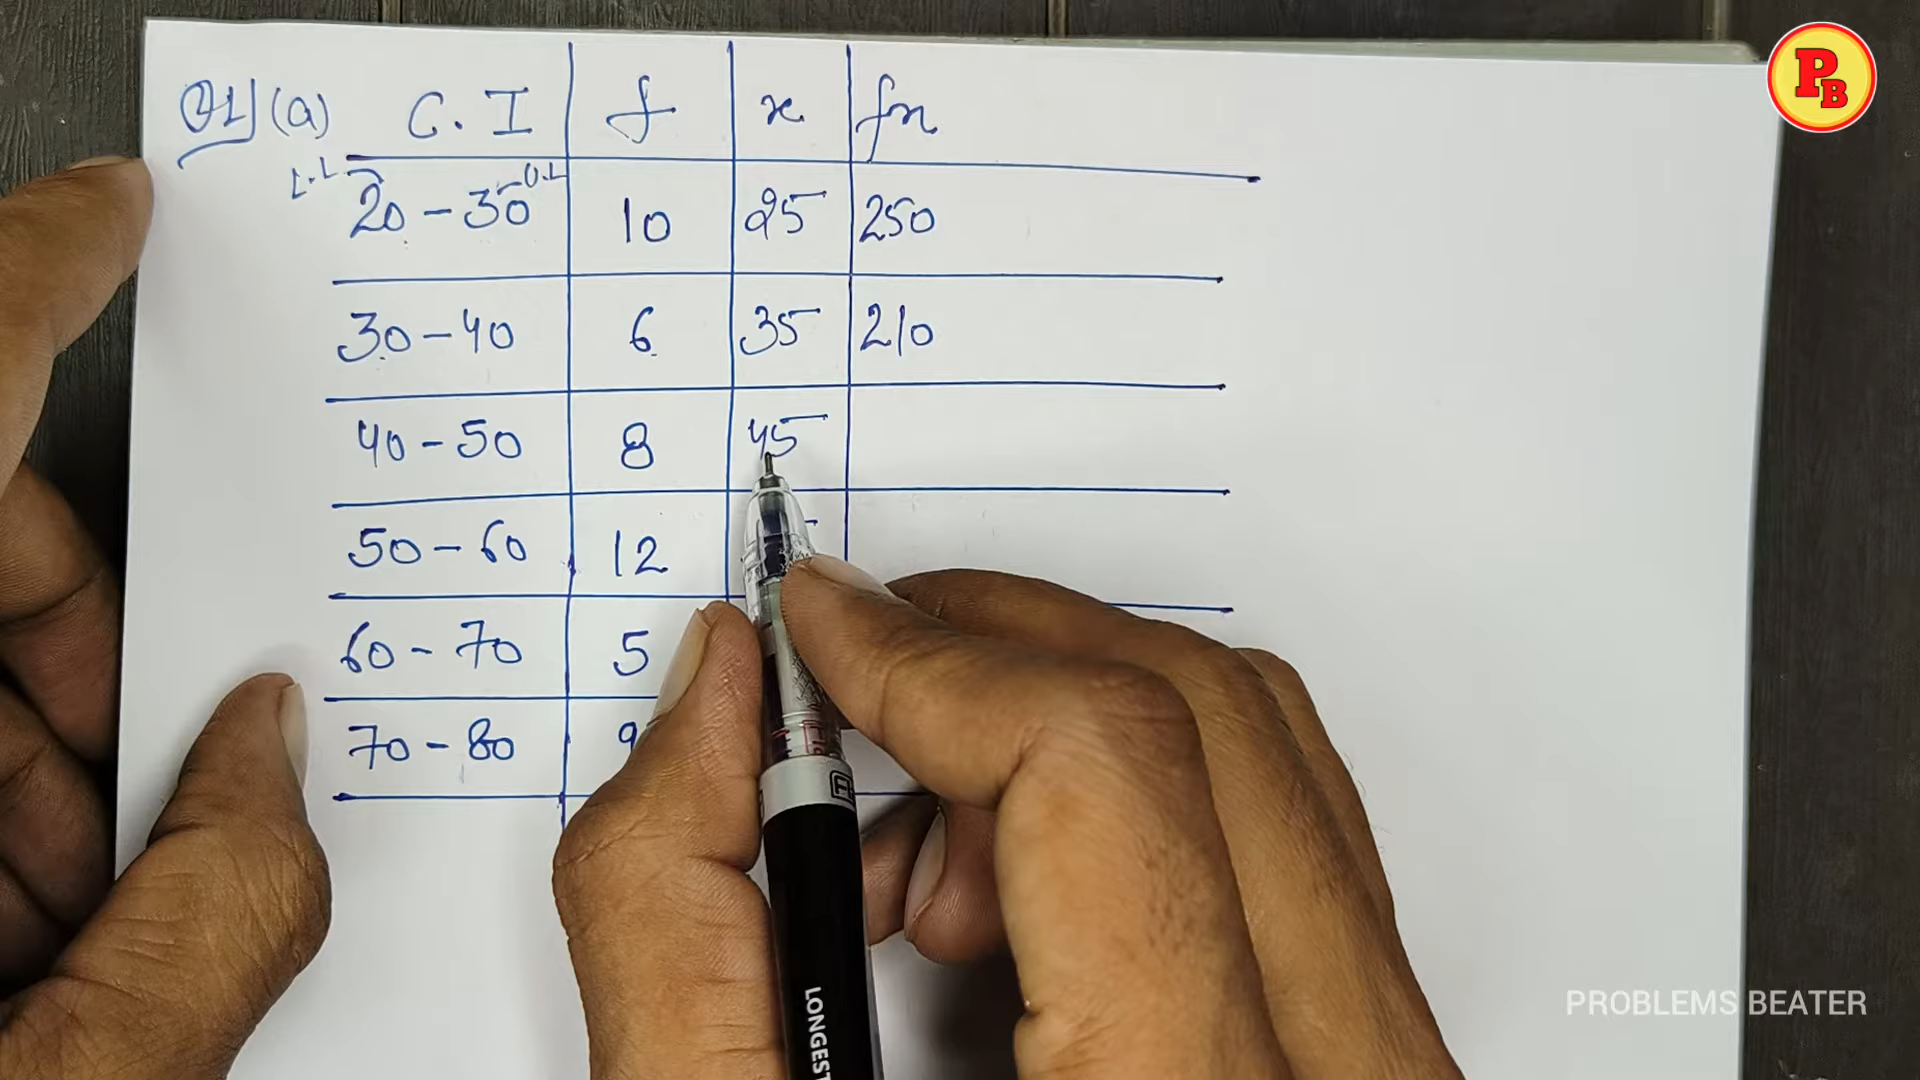 Q1 (a) C.I f x fx
L.L U.L
20 - 30 10 25 250
30 - 40 6 35 210
40 - 50 8 45
50 - 60 12
60 - 70 5
70 - 80 9
PB
LONGEST
PROBLEMS BEATER